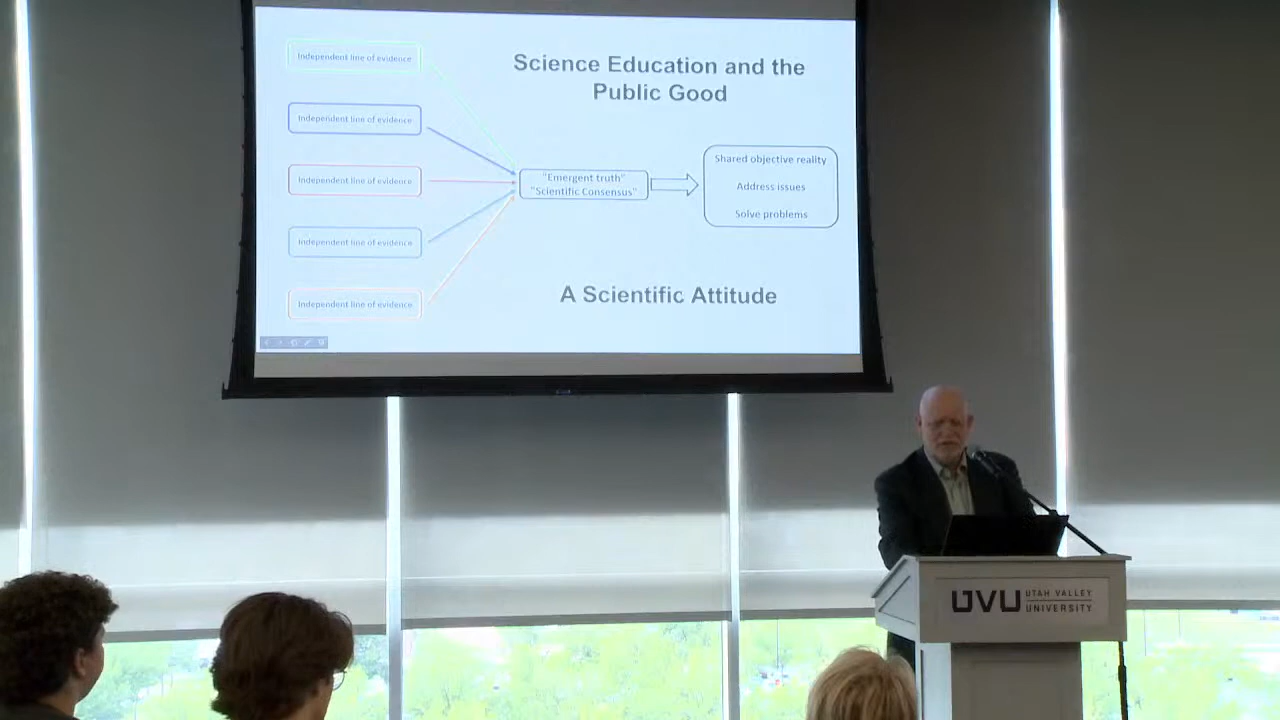 Science Education and the
Public Good
Independent line of evidence
Independent line of evidence
Independent line of evidence
Independent line of evidence
Independent line of evidence
"Emergent truth"
"Scientific Consensus"
Shared objective reality
Address issues
Solve problems
A Scientific Attitude
UVU UTAH VALLEY
UNIVERSITY